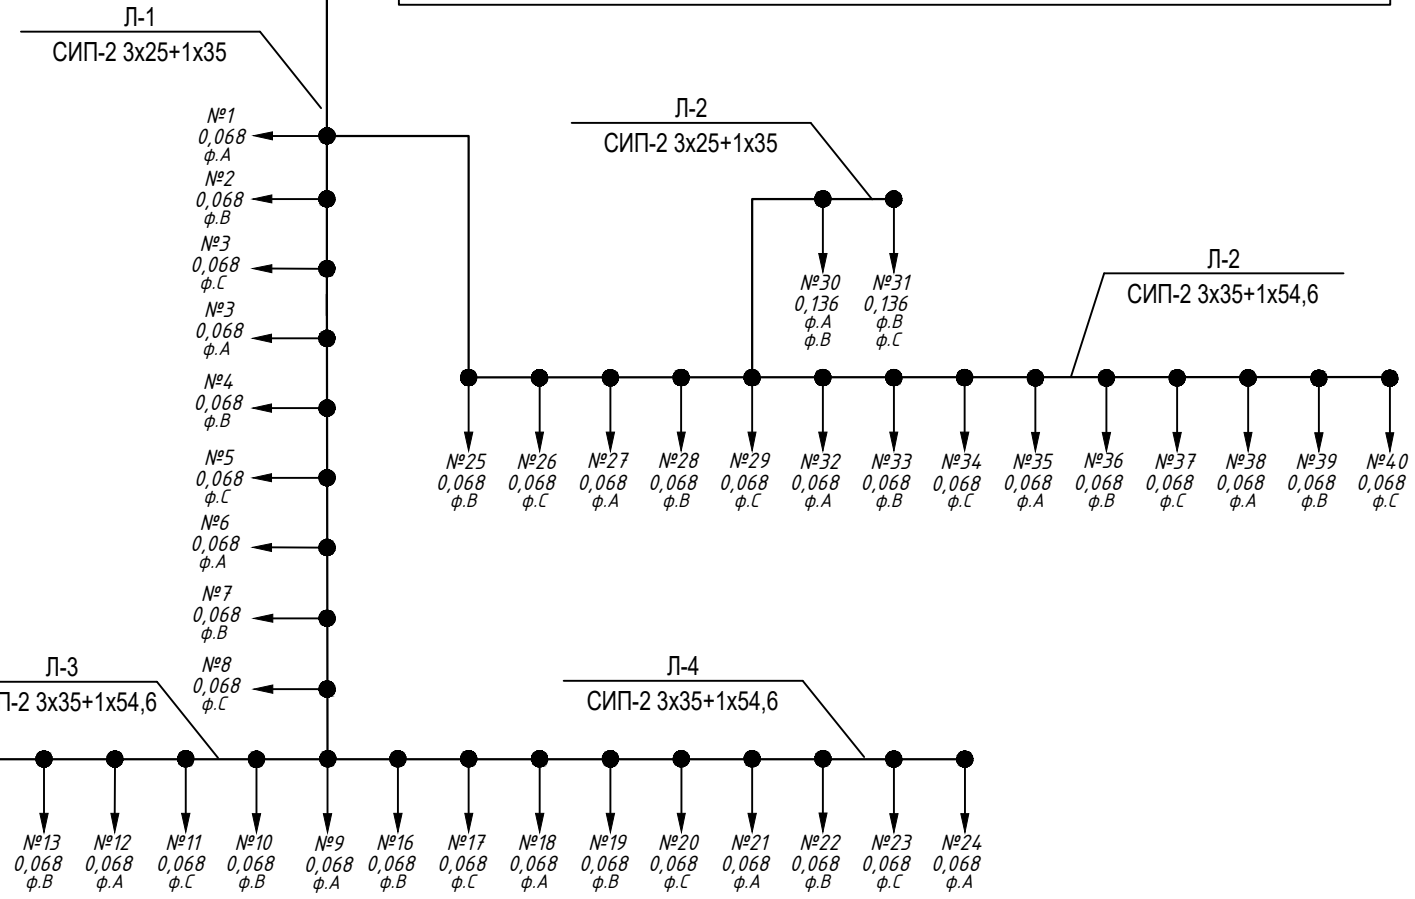 Л-1
СИП-2 3х25+1х35
№1
0,068
ф.А
№2
0,068
ф.В
№3
0,068
ф.С
№3
0,068
ф.А
№4
0,068
ф.В
№5
0,068
ф.С
№6
0,068
ф.А
№7
0,068
ф.В
№8
0,068
ф.С
Л-2
СИП-2 3х25+1х35
№30 №31
0,136 0,136
ф.А ф.В
ф.В ф.С
Л-2
СИП-2 3х35+1х54,6
№25 №26 №27 №28 №29 №32 №33 №34 №35 №36 №37 №38 №39 №40
0,068 0,068 0,068 0,068 0,068 0,068 0,068 0,068 0,068 0,068 0,068 0,068 0,068 0,068
ф.В ф.С ф.А ф.В ф.С ф.А ф.В ф.С ф.А ф.В ф.С ф.А ф.В ф.С
Л-3
П-2 3х35+1х54,6
Л-4
СИП-2 3х35+1х54,6
№13 №12 №11 №10 №9 №16 №17 №18 №19 №20 №21 №22 №23 №24
0,068 0,068 0,068 0,068 0,068 0,068 0,068 0,068 0,068 0,068 0,068 0,068 0,068 0,068
ф.В ф.А ф.С ф.В ф.А ф.В ф.С ф.А ф.В ф.С ф.А ф.В ф.С ф.А